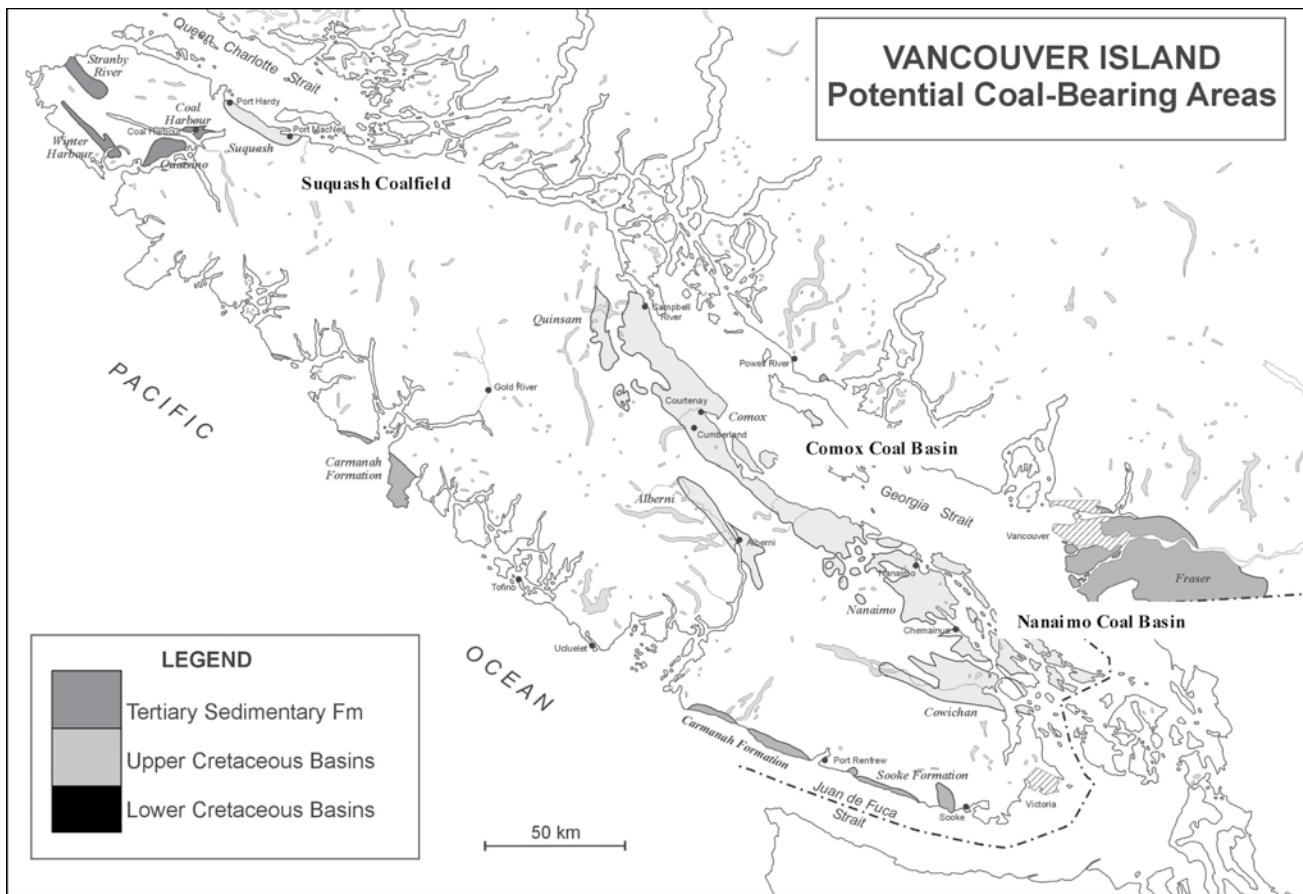 VANCOUVER ISLAND
Potential Coal-Bearing Areas
Queen Charlotte Strait
Stranby
River
Port Hardy
Coal
Harbour
Coal Harbour
Port MacNeil
Winter
Harbour
Quatsino
Suquash
Suquash Coalfield
Quinsam
Campbell
River
Powell River
PACIFIC
Gold River
Courtenay
Comox
Cumberland
Comox Coal Basin
Carmanah
Formation
Georgia
Strait
Alberni
Alberni
Vancouver
Fraser
Nanaimo
Tofino
Nanaimo
Nanaimo Coal Basin
Chemainus
Ucluelet
OCEAN
Cowichan
Carmanah Formation
Port Renfrew
Sooke Formation
Juan de Fuca
Strait
Sooke
Victoria
LEGEND
Tertiary Sedimentary Fm
Upper Cretaceous Basins
Lower Cretaceous Basins
50 km